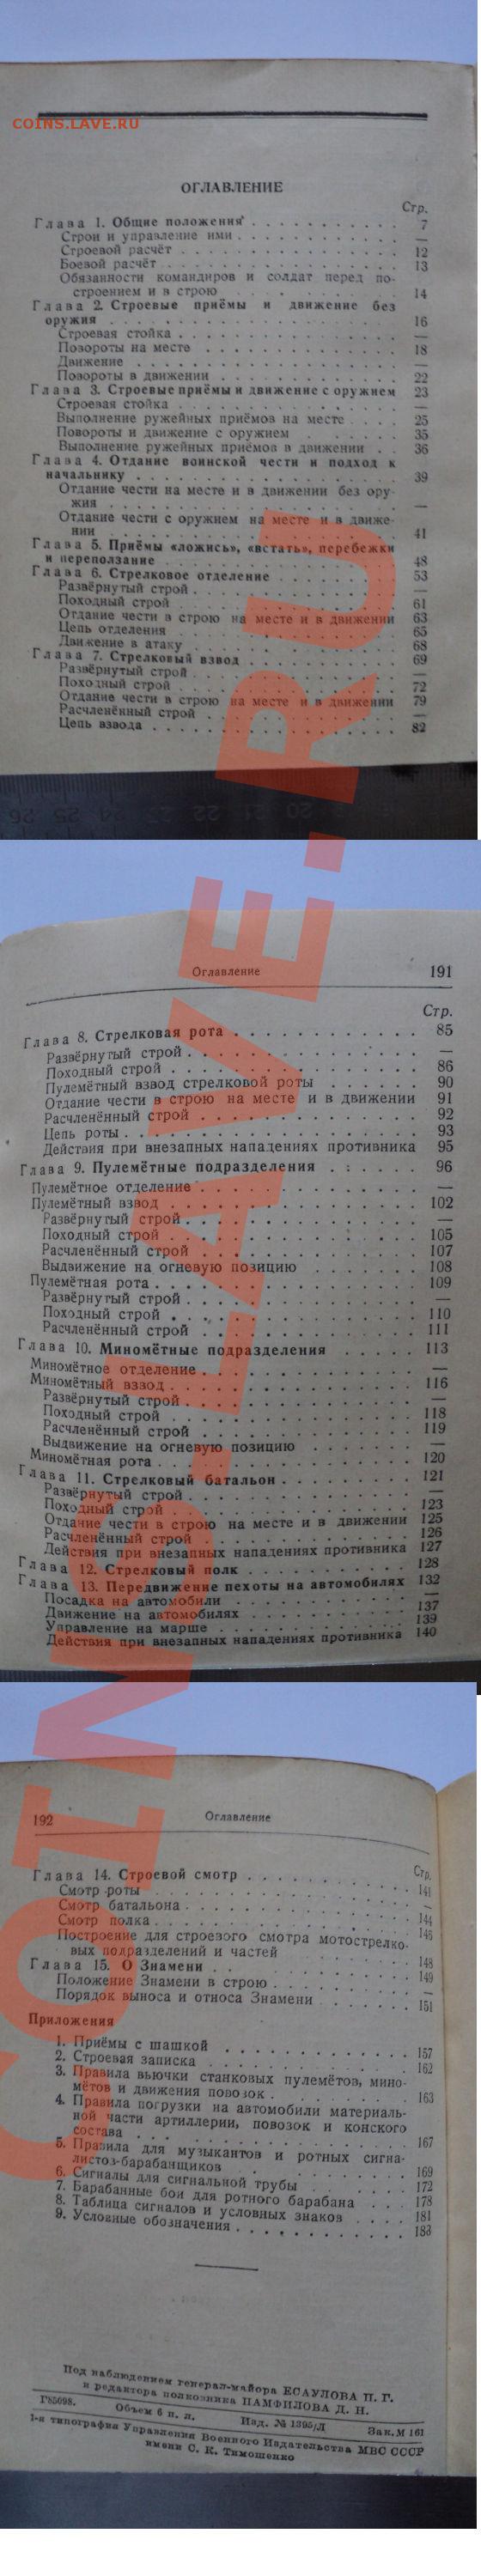 COINS.LAVE.RU
ОГЛАВЛЕНИЕ
Стр.
Глава 1. Общие положения . . . 7
Строи и управление ими . . . —
Строевой расчёт . . . 12
Боевой расчёт . . . 13
Обязанности командиров и солдат перед по-
строением и в строю . . . 14
Глава 2. Строевые приёмы и движение без
оружия . . . 16
Строевая стойка . . . —
Повороты на месте . . . 18
Движение . . . —
Повороты в движении . . . 22
Глава 3. Строевые приёмы и движение с оружием 23
Строевая стойка . . . —
Выполнение ружейных приёмов на месте . . . 25
Повороты и движение с оружием . . . 35
Выполнение ружейных приёмов в движении . . 36
Глава 4. Отдание воинской чести и подход к
начальнику . . . 39
Отдание чести на месте и в движении без ору-
жия . . . —
Отдание чести с оружием на месте и в движе-
нии . . . 41
Глава 5. Приёмы «ложись», «встать», перебежки
и переползание . . . 48
Глава 6. Стрелковое отделение . . . 53
Развёрнутый строй . . . —
Походный строй . . . 61
Отдание чести в строю на месте и в движении 63
Цепь отделения . . . 65
Движение в атаку . . . 68
Глава 7. Стрелковый взвод . . . 69
Развёрнутый строй . . . —
Походный строй . . . 72
Отдание чести в строю на месте и в движении 79
Расчленённый строй . . . —
Цепь взвода . . . 82
Оглавление 191
Стр.
Глава 8. Стрелковая рота . . . 85
Развёрнутый строй . . . —
Походный строй . . . 86
Пулемётный взвод стрелковой роты . . . 90
Отдание чести в строю на месте и в движении 91
Расчленённый строй . . . 92
Цепь роты . . . 93
Действия при внезапных нападениях противника 95
Глава 9. Пулемётные подразделения . . . 96
Пулемётное отделение . . . —
Пулемётный взвод . . . 102
Развёрнутый строй . . . —
Походный строй . . . 105
Расчленённый строй . . . 107
Выдвижение на огневую позицию . . . 108
Пулемётная рота . . . 109
Развёрнутый строй . . . —
Походный строй . . . 110
Расчленённый строй . . . 111
Глава 10. Миномётные подразделения . . . 113
Миномётное отделение . . . —
Миномётный взвод . . . 116
Развёрнутый строй . . . —
Походный строй . . . 118
Расчленённый строй . . . 119
Выдвижение на огневую позицию . . . —
Миномётная рота . . . 120
Глава 11. Стрелковый батальон . . . 121
Развёрнутый строй . . . —
Походный строй . . . 123
Отдание чести в строю на месте и в движении 125
Расчленённый строй . . . 126
Действия при внезапных нападениях противника 127
Глава 12. Стрелковый полк . . . 128
Глава 13. Передвижение пехоты на автомобилях 132
Посадка на автомобили . . . —
Движение на автомобилях . . . 137
Управление на марше . . . 139
Действия при внезапных нападениях противника 140
192 Оглавление
Стр.
Глава 14. Строевой смотр . . . 141
Смотр роты . . . —
Смотр батальона . . . 144
Смотр полка . . . 146
Построение для строевого смотра мотострелко-
вых подразделений и частей . . . 148
Глава 15. О Знамени . . . 149
Положение Знамени в строю . . . —
Порядок выноса и относа Знамени . . . 151
Приложения
1. Приёмы с шашкой . . . 157
2. Строевая записка . . . 162
3. Правила вьючки станковых пулемётов, мино-
мётов и движения повозок . . . 163
4. Правила погрузки на автомобили материаль-
ной части артиллерии, повозок и конского
состава . . . 167
5. Правила для музыкантов и ротных сигна-
листов-барабанщиков . . . 169
6. Сигналы для сигнальной трубы . . . 172
7. Барабанные бои для ротного барабана . . . 178
8. Таблица сигналов и условных знаков . . . 181
9. Условные обозначения . . . 183
Под наблюдением генерал-майора ЕСАУЛОВА П. Г.
и редактора полковника ПАМФИЛОВА Д. Н.
Г85098. Объем 6 п. л. Изд. № 1395/Л Зак. М 161
1-я типография Управления Военного Издательства МВС СССР
имени С. К. Тимошенко
COINS.LAVE.RU